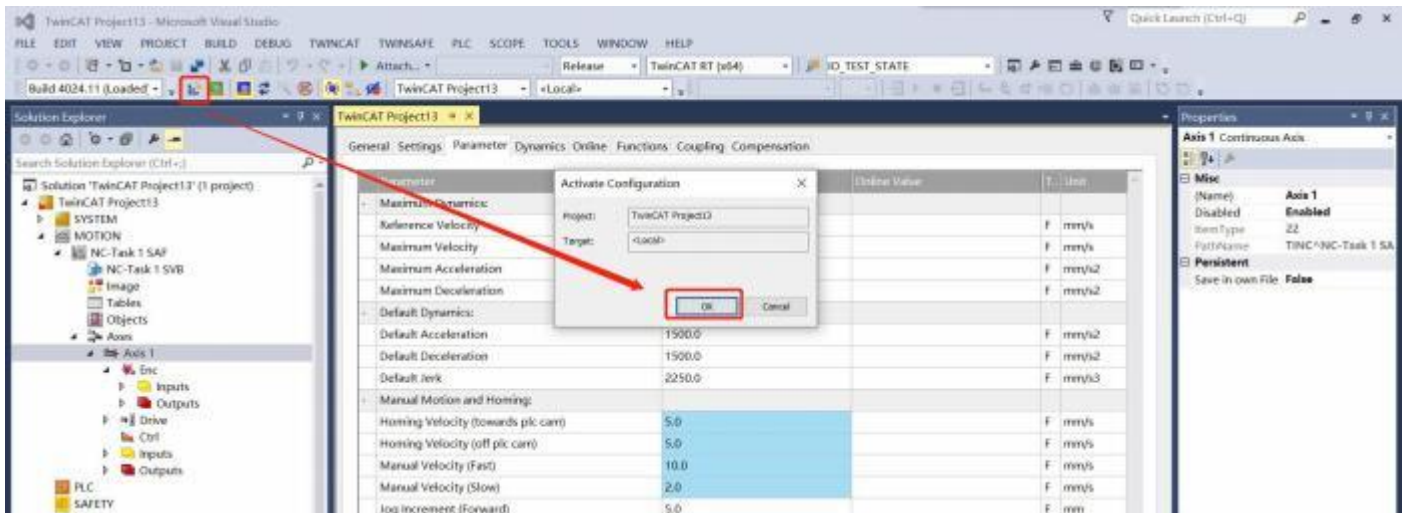 TwinCAT Project13 - Microsoft Visual Studio
Quick Launch (Ctrl+Q)
FILE EDIT VIEW PROJECT BUILD DEBUG TWINCAT TWINSAFE PLC SCOPE TOOLS WINDOW HELP
Attach... Release TwinCAT RT (x64) IO_TEST_STATE
Build 4024.11 (Loaded) TwinCAT Project13 <Local>
Solution Explorer
Search Solution Explorer (Ctrl+;)
Solution 'TwinCAT Project13' (1 project)
TwinCAT Project13
SYSTEM
MOTION
NC-Task 1 SAF
NC-Task 1 SVB
Image
Tables
Objects
Axes
Axis 1
Enc
Inputs
Outputs
Drive
Ctrl
Inputs
Outputs
PLC
SAFETY
TwinCAT Project13
General Settings Parameter Dynamics Online Functions Coupling Compensation
Parameter Online Value T.. Unit
- Maximum Dynamics:
Reference Velocity F mm/s
Maximum Velocity F mm/s
Maximum Acceleration F mm/s2
Maximum Deceleration F mm/s2
- Default Dynamics:
Default Acceleration 1500.0 F mm/s2
Default Deceleration 1500.0 F mm/s2
Default Jerk 2250.0 F mm/s3
- Manual Motion and Homing:
Homing Velocity (towards plc cam) 5.0 F mm/s
Homing Velocity (off plc cam) 5.0 F mm/s
Manual Velocity (Fast) 10.0 F mm/s
Manual Velocity (Slow) 2.0 F mm/s
Jog Increment (Forward) 5.0 F mm
Activate Configuration
Project: TwinCAT Project13
Target: <Local>
OK Cancel
Properties
Axis 1 Continuous Axis
Misc
(Name) Axis 1
Disabled Enabled
ItemType 22
PathName TINC^NC-Task 1 SA
Persistent
Save in own File False